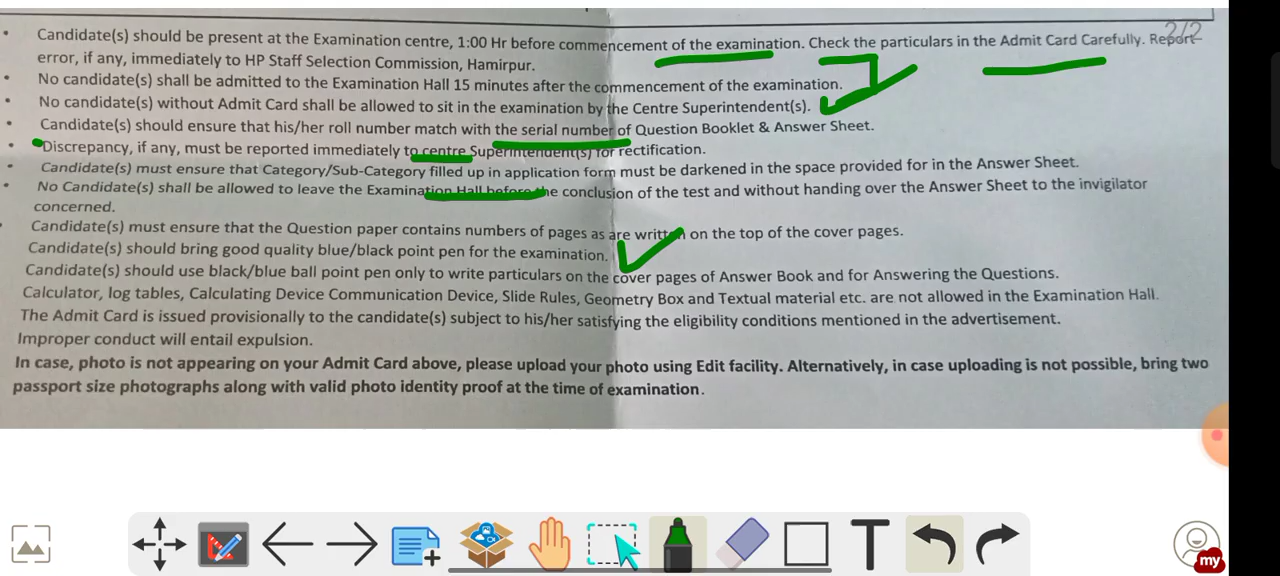 2/2
Candidate(s) should be present at the Examination centre, 1:00 Hr before commencement of the examination. Check the particulars in the Admit Card Carefully. Report
error, if any, immediately to HP Staff Selection Commission, Hamirpur.
No candidate(s) shall be admitted to the Examination Hall 15 minutes after the commencement of the examination.
No candidate(s) without Admit Card shall be allowed to sit in the examination by the Centre Superintendent(s).
Candidate(s) should ensure that his/her roll number match with the serial number of Question Booklet & Answer Sheet.
Discrepancy, if any, must be reported immediately to centre Superintendent(s) for rectification.
Candidate(s) must ensure that Category/Sub-Category filled up in application form must be darkened in the space provided for in the Answer Sheet.
No Candidate(s) shall be allowed to leave the Examination Hall before the conclusion of the test and without handing over the Answer Sheet to the invigilator
concerned.
Candidate(s) must ensure that the Question paper contains numbers of pages as are written on the top of the cover pages.
Candidate(s) should bring good quality blue/black point pen for the examination.
Candidate(s) should use black/blue ball point pen only to write particulars on the cover pages of Answer Book and for Answering the Questions.
Calculator, log tables, Calculating Device Communication Device, Slide Rules, Geometry Box and Textual material etc. are not allowed in the Examination Hall.
The Admit Card is issued provisionally to the candidate(s) subject to his/her satisfying the eligibility conditions mentioned in the advertisement.
Improper conduct will entail expulsion.
In case, photo is not appearing on your Admit Card above, please upload your photo using Edit facility. Alternatively, in case uploading is not possible, bring two
passport size photographs along with valid photo identity proof at the time of examination.
T
my